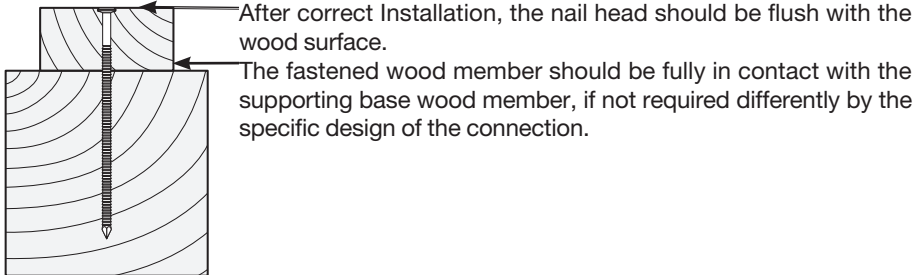 After correct Installation, the nail head should be flush with the
wood surface.
The fastened wood member should be fully in contact with the
supporting base wood member, if not required differently by the
specific design of the connection.